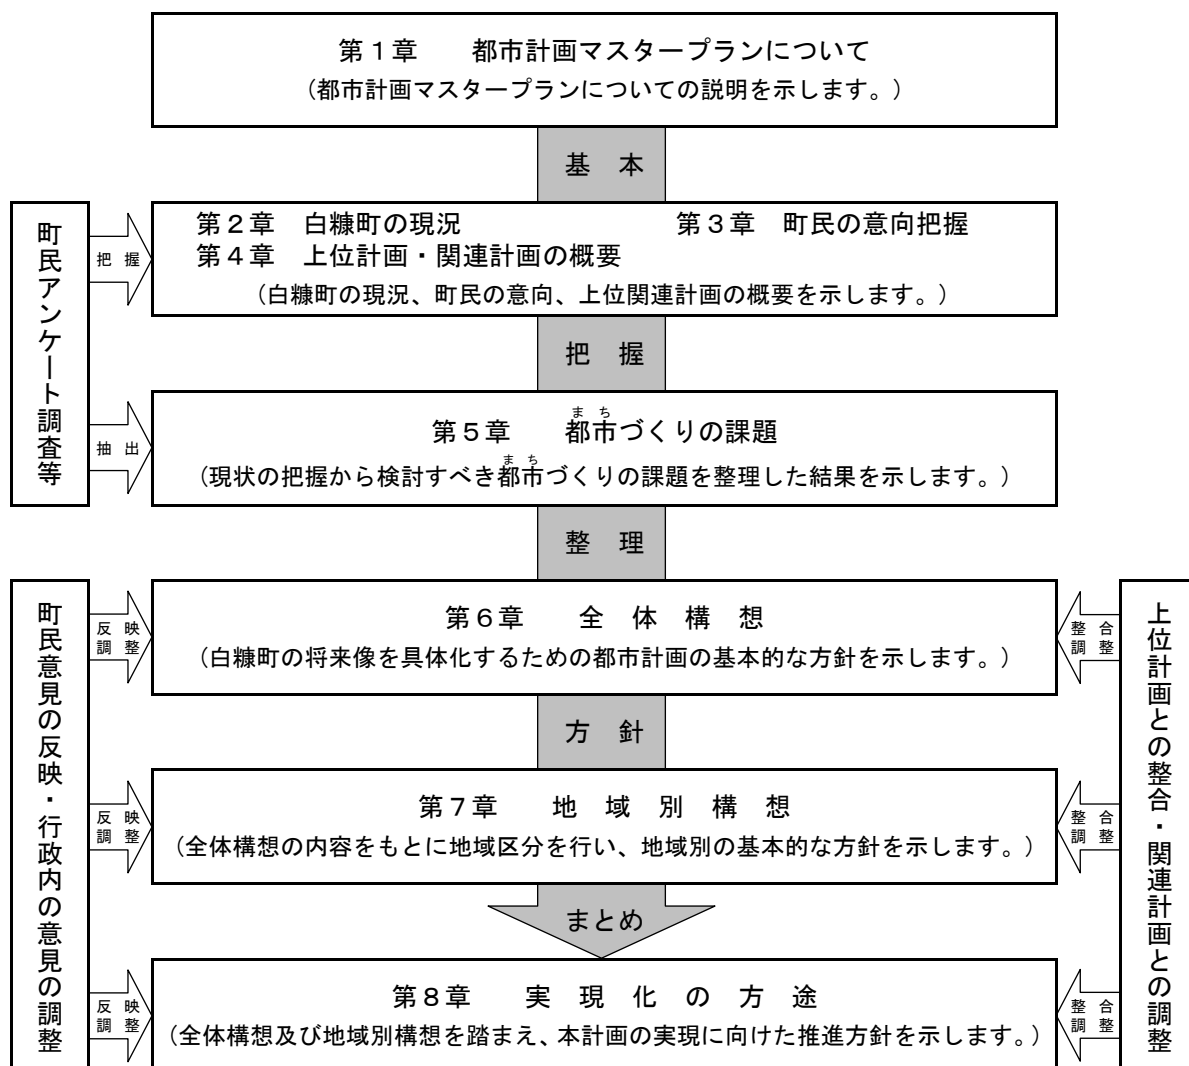 第１章　都市計画マスタープランについて
（都市計画マスタープランについての説明を示します。）
基　本
町民アンケート調査等
把　握
第２章　白糠町の現況　第３章　町民の意向把握
第４章　上位計画・関連計画の概要
（白糠町の現況、町民の意向、上位関連計画の概要を示します。）
把　握
抽　出
まち
第５章　都市づくりの課題
まち
（現状の把握から検討すべき都市づくりの課題を整理した結果を示します。）
整　理
町民意見の反映・行政内の意見の調整
反　映
調　整
第６章　全　体　構　想
（白糠町の将来像を具体化するための都市計画の基本的な方針を示します。）
整　合
調　整
上位計画との整合・関連計画との調整
方　針
反　映
調　整
第７章　地　域　別　構　想
（全体構想の内容をもとに地域区分を行い、地域別の基本的な方針を示します。）
整　合
調　整
まとめ
反　映
調　整
第８章　実　現　化　の　方　途
（全体構想及び地域別構想を踏まえ、本計画の実現に向けた推進方針を示します。）
整　合
調　整